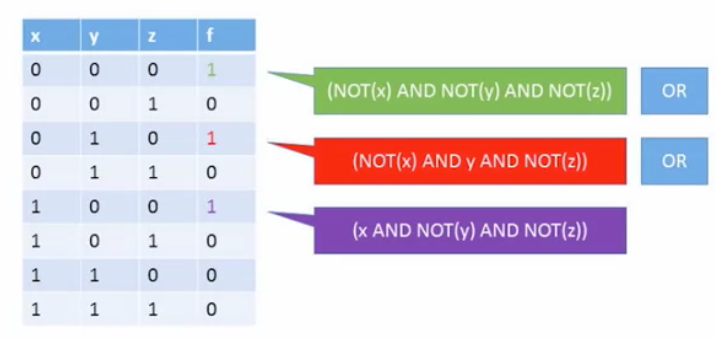 x y z f
0 0 0 1
(NOT(x) AND NOT(y) AND NOT(z)) OR
0 0 1 0
0 1 0 1
(NOT(x) AND y AND NOT(z)) OR
0 1 1 0
1 0 0 1
(x AND NOT(y) AND NOT(z))
1 0 1 0
1 1 0 0
1 1 1 0